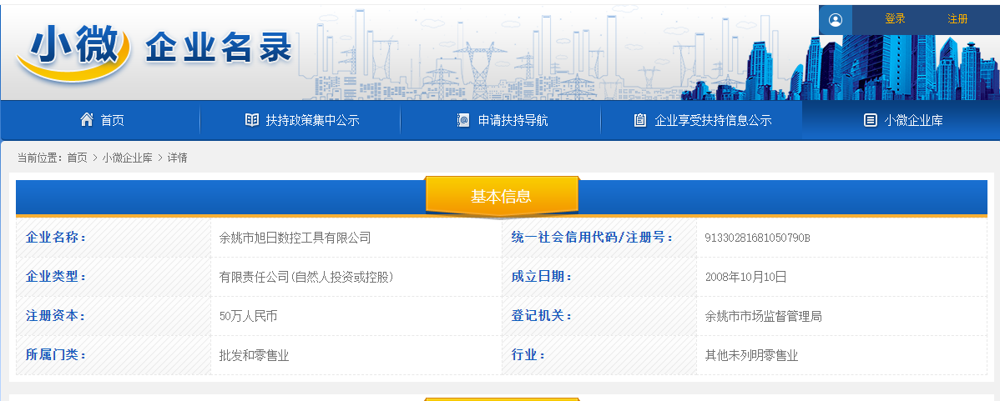 小微 企业名录
登录 注册
首页 扶持政策集中公示 申请扶持导航 企业享受扶持信息公示 小微企业库
当前位置：首页 > 小微企业库 > 详情
基本信息
企业名称： 余姚市旭日数控工具有限公司 统一社会信用代码/注册号： 91330281681050790B
企业类型： 有限责任公司(自然人投资或控股) 成立日期： 2008年10月10日
注册资本： 50万人民币 登记机关： 余姚市市场监督管理局
所属门类： 批发和零售业 行业： 其他未列明零售业